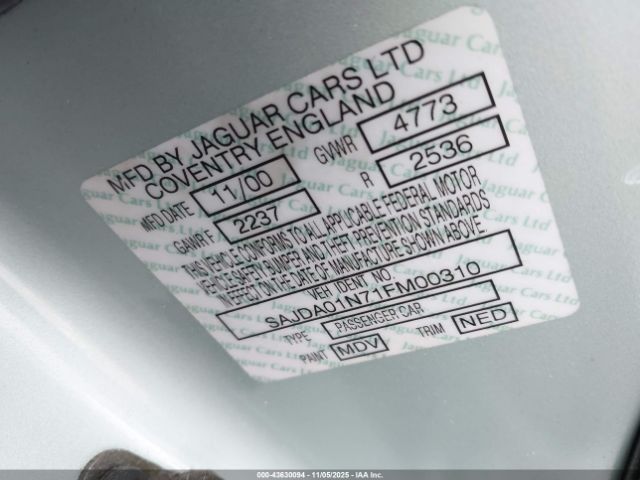 MFD BY JAGUAR CARS LTD
COVENTRY ENGLAND
MFD DATE 11/00 GVWR 4773
GAWR F 2237 R 2536
THIS VEHICLE CONFORMS TO ALL APPLICABLE FEDERAL MOTOR
VEHICLE SAFETY BUMPER AND THEFT PREVENTION STANDARDS
IN EFFECT ON THE DATE OF MANUFACTURE SHOWN ABOVE.
VEH IDENT NO.
SAJDA01N71FM00310
TYPE PASSENGER CAR
PAINT MDV TRIM NED
000-43630094 - 11/05/2025 - IAA Inc.